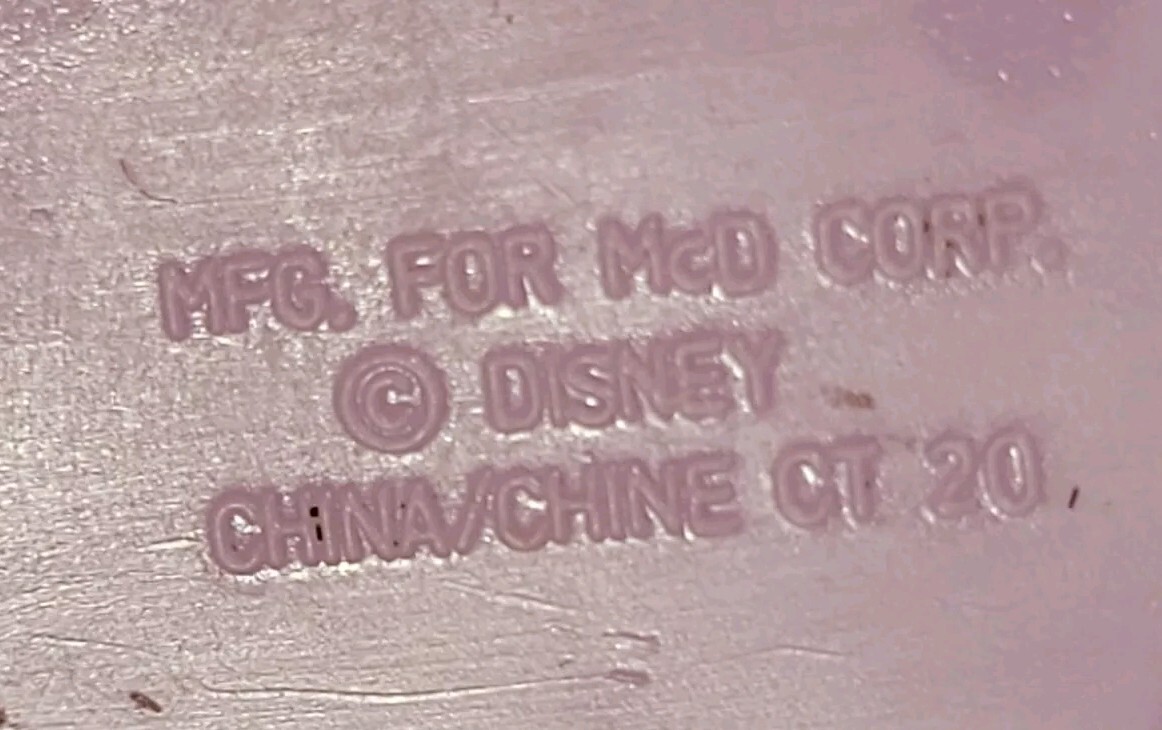 MFG. FOR McD CORP.
© DISNEY
CHINA/CHINE CT 20